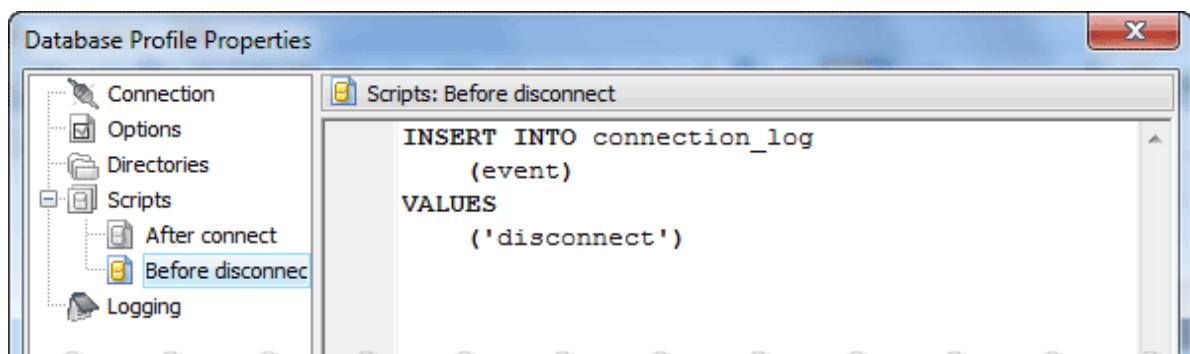 Database Profile Properties
Connection
Options
Directories
Scripts
After connect
Before disconnec
Logging
Scripts: Before disconnect
INSERT INTO connection_log
(event)
VALUES
('disconnect')